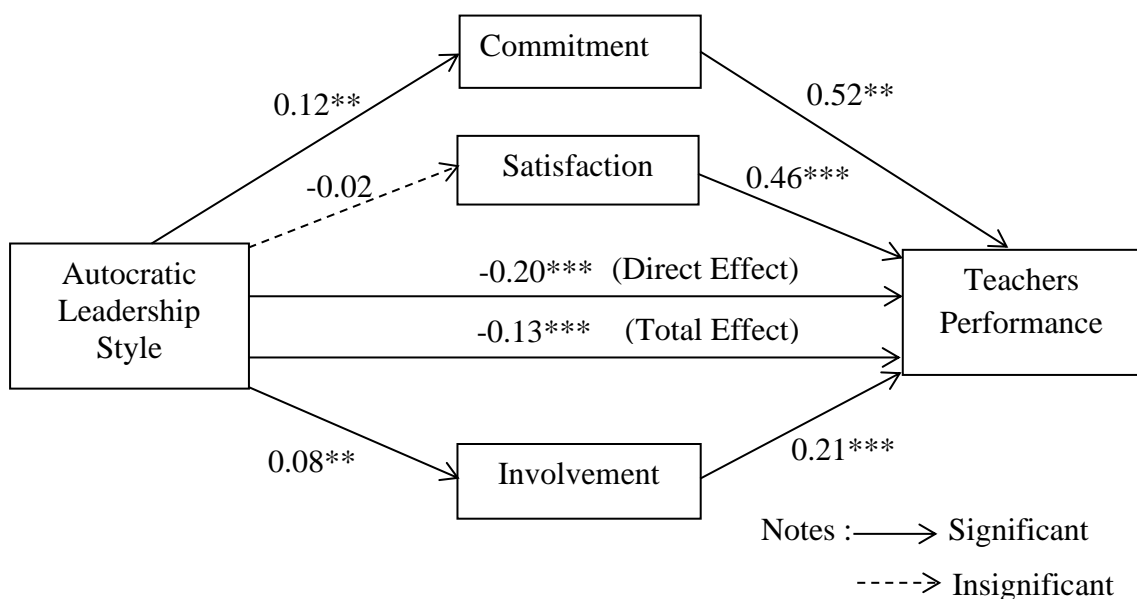 Commitment
0.12**
0.52**
Satisfaction
-0.02
0.46***
Autocratic
Leadership
Style
-0.20*** (Direct Effect)
-0.13*** (Total Effect)
Teachers
Performance
0.08**
Involvement
0.21***
Notes : Significant
Insignificant